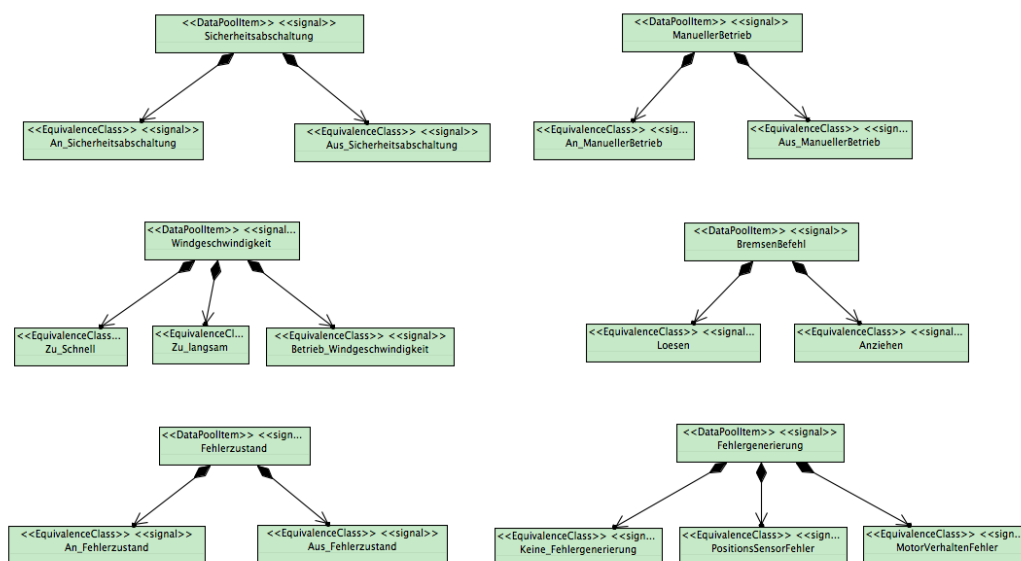 <<DataPoolItem>> <<signal>>
Sicherheitsabschaltung
<<DataPoolItem>> <<signal>>
ManuellerBetrieb
<<EquivalenceClass>> <<signal>>
An_Sicherheitsabschaltung
<<EquivalenceClass>> <<signal>>
Aus_Sicherheitsabschaltung
<<EquivalenceClass>> <<sig...
An_ManuellerBetrieb
<<EquivalenceClass>> <<signa...
Aus_ManuellerBetrieb
<<DataPoolItem>> <<signal...
Windgeschwindigkeit
<<DataPoolItem>> <<signal>>
BremsenBefehl
<<EquivalenceClass...
Zu_Schnell
<<EquivalenceCl...
Zu_langsam
<<EquivalenceClass>> <<signal>>
Betrieb_Windgeschwindigkeit
<<EquivalenceClass>> <<signal...
Loesen
<<EquivalenceClass>> <<signal...
Anziehen
<<DataPoolItem>> <<sign...
Fehlerzustand
<<DataPoolItem>> <<signal>>
Fehlergenerierung
<<EquivalenceClass>> <<signal>>
An_Fehlerzustand
<<EquivalenceClass>> <<signal>>
Aus_Fehlerzustand
<<EquivalenceClass>> <<sign...
Keine_Fehlergenerierung
<<EquivalenceClass>> <<sign...
PositionsSensorFehler
<<EquivalenceClass>> <<sign...
MotorVerhaltenFehler